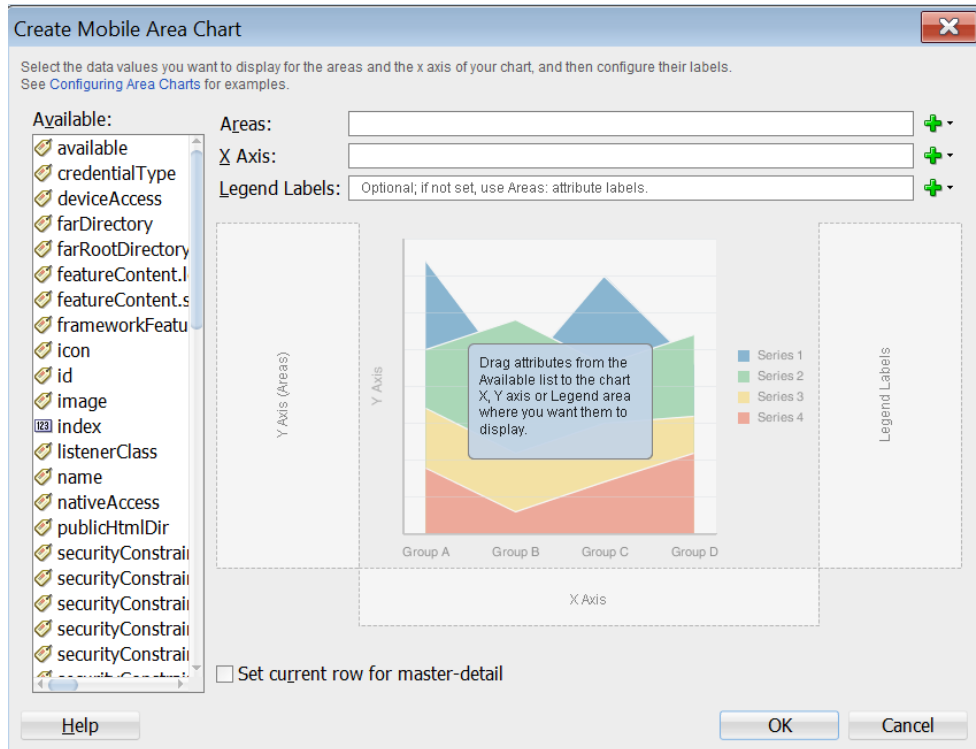 Create Mobile Area Chart
Select the data values you want to display for the areas and the x axis of your chart, and then configure their labels.
See Configuring Area Charts for examples.
Available:
available
credentialType
deviceAccess
farDirectory
farRootDirectory
featureContent.l
featureContent.s
frameworkFeatu
icon
id
image
123 index
listenerClass
name
nativeAccess
publicHtmlDir
securityConstrai
securityConstrai
securityConstrai
securityConstrai
securityConstrai
Areas:
X Axis:
Legend Labels: Optional; if not set, use Areas: attribute labels.
Y Axis (Areas)
Y Axis
Drag attributes from the
Available list to the chart
X, Y axis or Legend area
where you want them to
display.
Series 1
Series 2
Series 3
Series 4
Legend Labels
Group A Group B Group C Group D
X Axis
Set current row for master-detail
Help OK Cancel